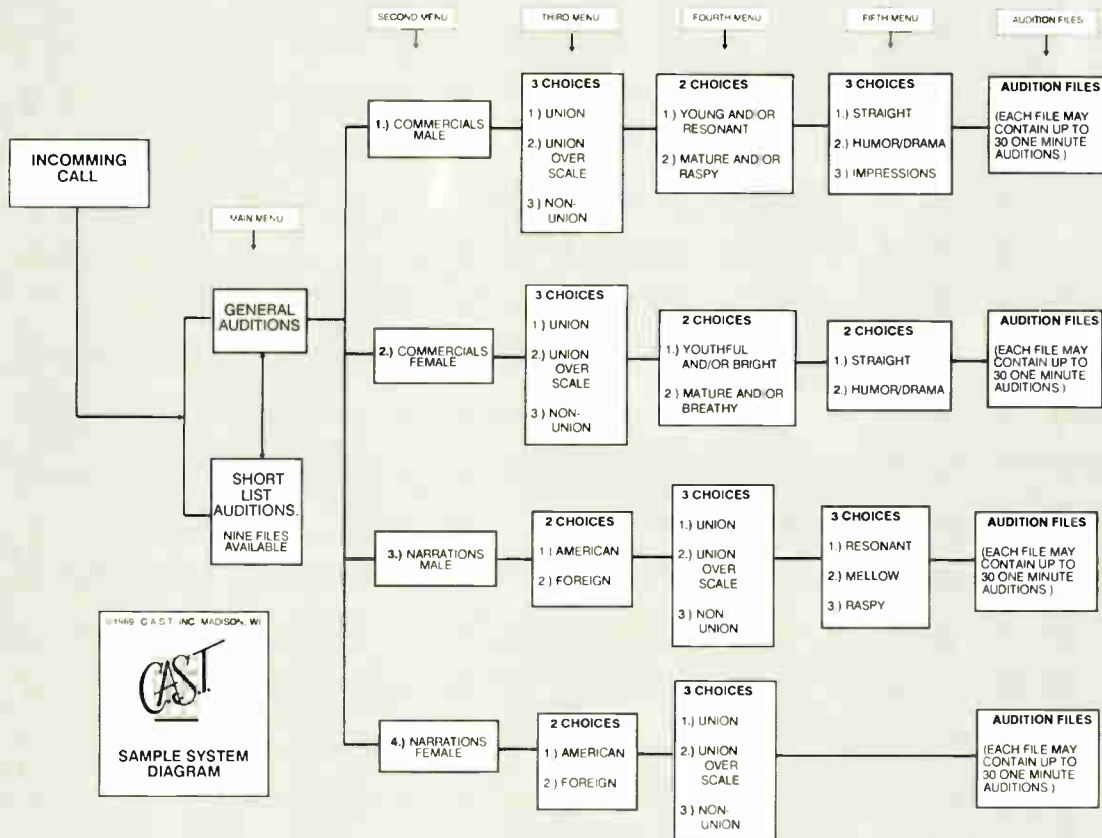 SECOND MENU
THIRD MENU
FOURTH MENU
FIFTH MENU
AUDITION FILES
INCOMMING
CALL
MAIN MENU
GENERAL
AUDITIONS
SHORT
LIST
AUDITIONS.
NINE FILES
AVAILABLE
1.) COMMERCIALS
MALE
3 CHOICES
1) UNION
2.) UNION
OVER
SCALE
3) NON-
UNION
2 CHOICES
1) YOUNG AND/OR
RESONANT
2.) MATURE AND/OR
RASPY
3 CHOICES
1.) STRAIGHT
2.) HUMOR/DRAMA
3) IMPRESSIONS
AUDITION FILES
(EACH FILE MAY
CONTAIN UP TO
30 ONE MINUTE
AUDITIONS)
2.) COMMERCIALS
FEMALE
3 CHOICES
1) UNION
2.) UNION
OVER
SCALE
3) NON-
UNION
2 CHOICES
1.) YOUTHFUL
AND/OR BRIGHT
2) MATURE AND/OR
BREATHY
2 CHOICES
1.) STRAIGHT
2.) HUMOR/DRAMA
AUDITION FILES
(EACH FILE MAY
CONTAIN UP TO
30 ONE MINUTE
AUDITIONS)
3.) NARRATIONS
MALE
2 CHOICES
1) AMERICAN
2) FOREIGN
3 CHOICES
1.) UNION
2.) UNION
OVER
SCALE
3) NON-
UNION
3 CHOICES
1.) RESONANT
2.) MELLOW
3.) RASPY
AUDITION FILES
(EACH FILE MAY
CONTAIN UP TO
30 ONE MINUTE
AUDITIONS)
4.) NARRATIONS
FEMALE
2 CHOICES
1) AMERICAN
2) FOREIGN
3 CHOICES
1.) UNION
2.) UNION
OVER
SCALE
3) NON-
UNION
AUDITION FILES
(EACH FILE MAY
CONTAIN UP TO
30 ONE MINUTE
AUDITIONS)
©1989 C.A.S.T. INC. MADISON, WI
C.A.S.T.
SAMPLE SYSTEM
DIAGRAM